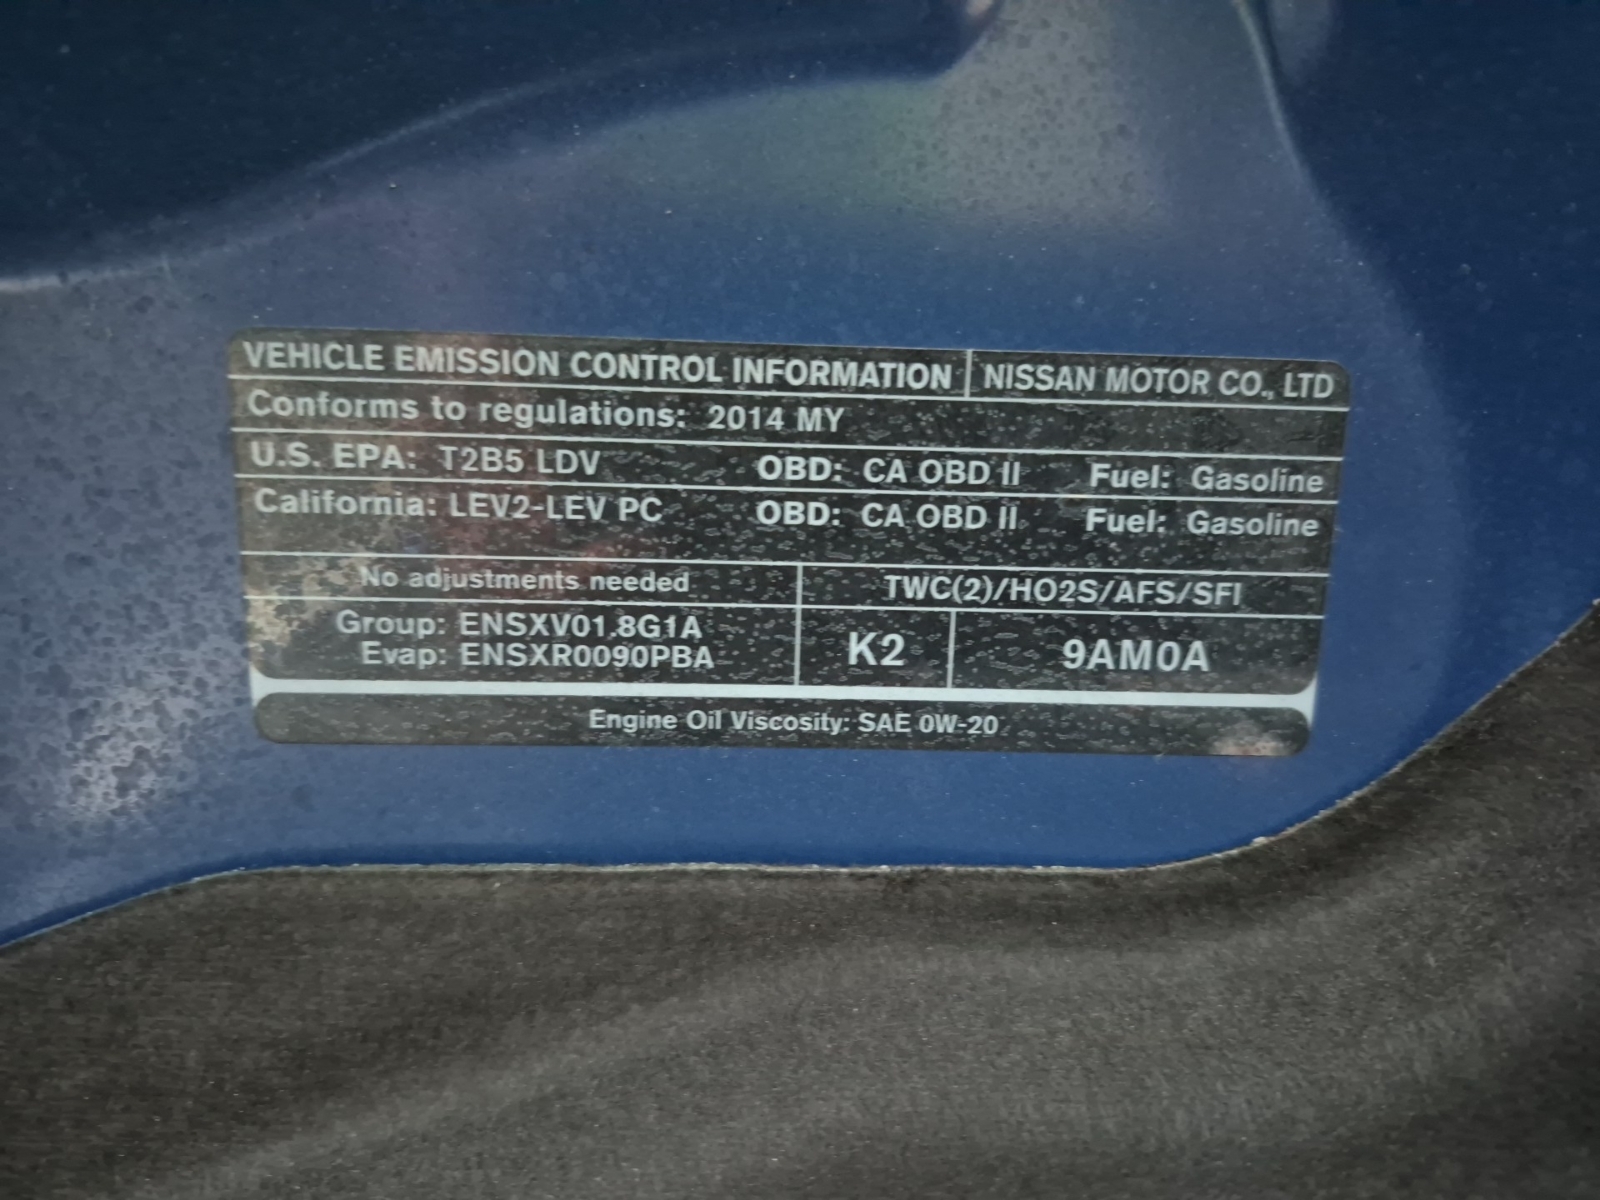 VEHICLE EMISSION CONTROL INFORMATION NISSAN MOTOR CO., LTD
Conforms to regulations: 2014 MY
U.S. EPA: T2B5 LDV OBD: CA OBD II Fuel: Gasoline
California: LEV2-LEV PC OBD: CA OBD II Fuel: Gasoline
No adjustments needed TWC(2)/HO2S/AFS/SFI
Group: ENSXV01.8G1A
Evap: ENSXR0090PBA
K2 9AM0A
Engine Oil Viscosity: SAE 0W-20